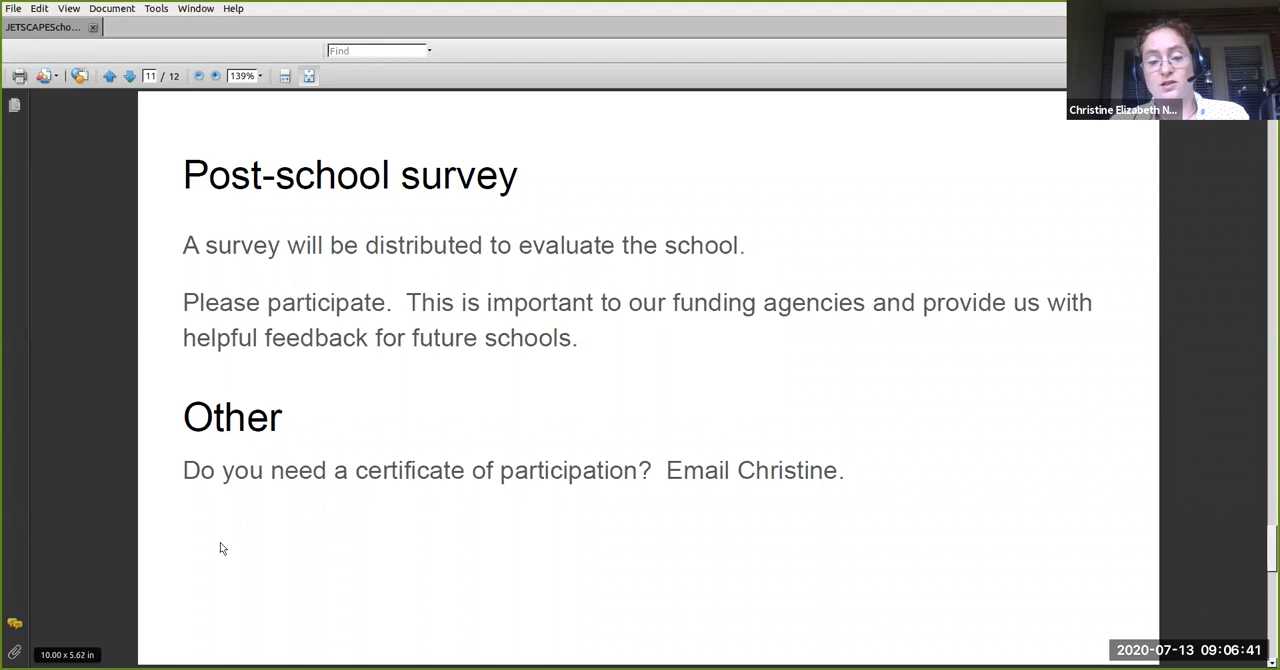 File Edit View Document Tools Window Help
JETSCAPEScho...
Find
11 / 12 139%
Christine Elizabeth N...
Post-school survey
A survey will be distributed to evaluate the school.
Please participate. This is important to our funding agencies and provide us with
helpful feedback for future schools.
Other
Do you need a certificate of participation? Email Christine.
10.00 x 5.62 in
2020-07-13 09:06:41